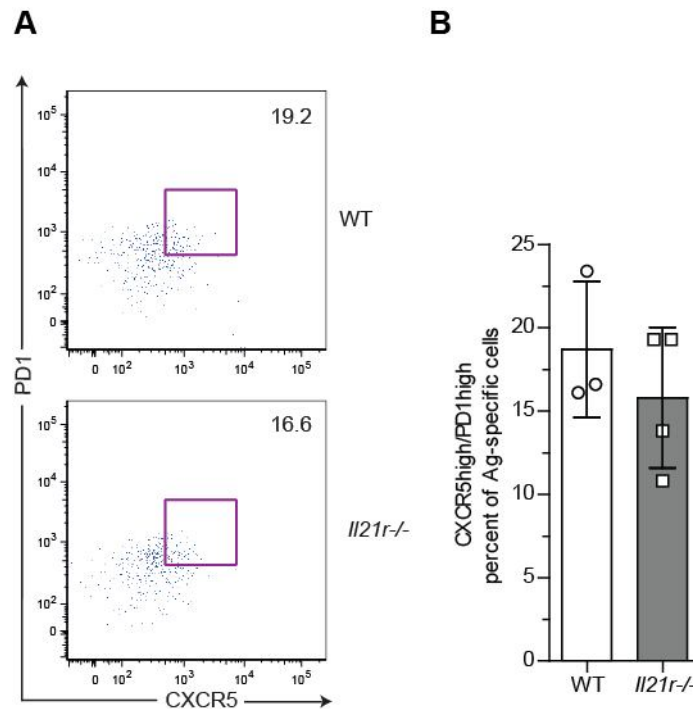 A
B
19.2
10^5
10^4
10^3
10^2
0
0 10^2 10^3 10^4 10^5
WT
PD1
16.6
10^5
10^4
10^3
10^2
0
0 10^2 10^3 10^4 10^5
Il21r-/-
CXCR5
CXCR5high/PD1high
percent of Ag-specific cells
25
20
15
10
5
0
WT Il21r-/-